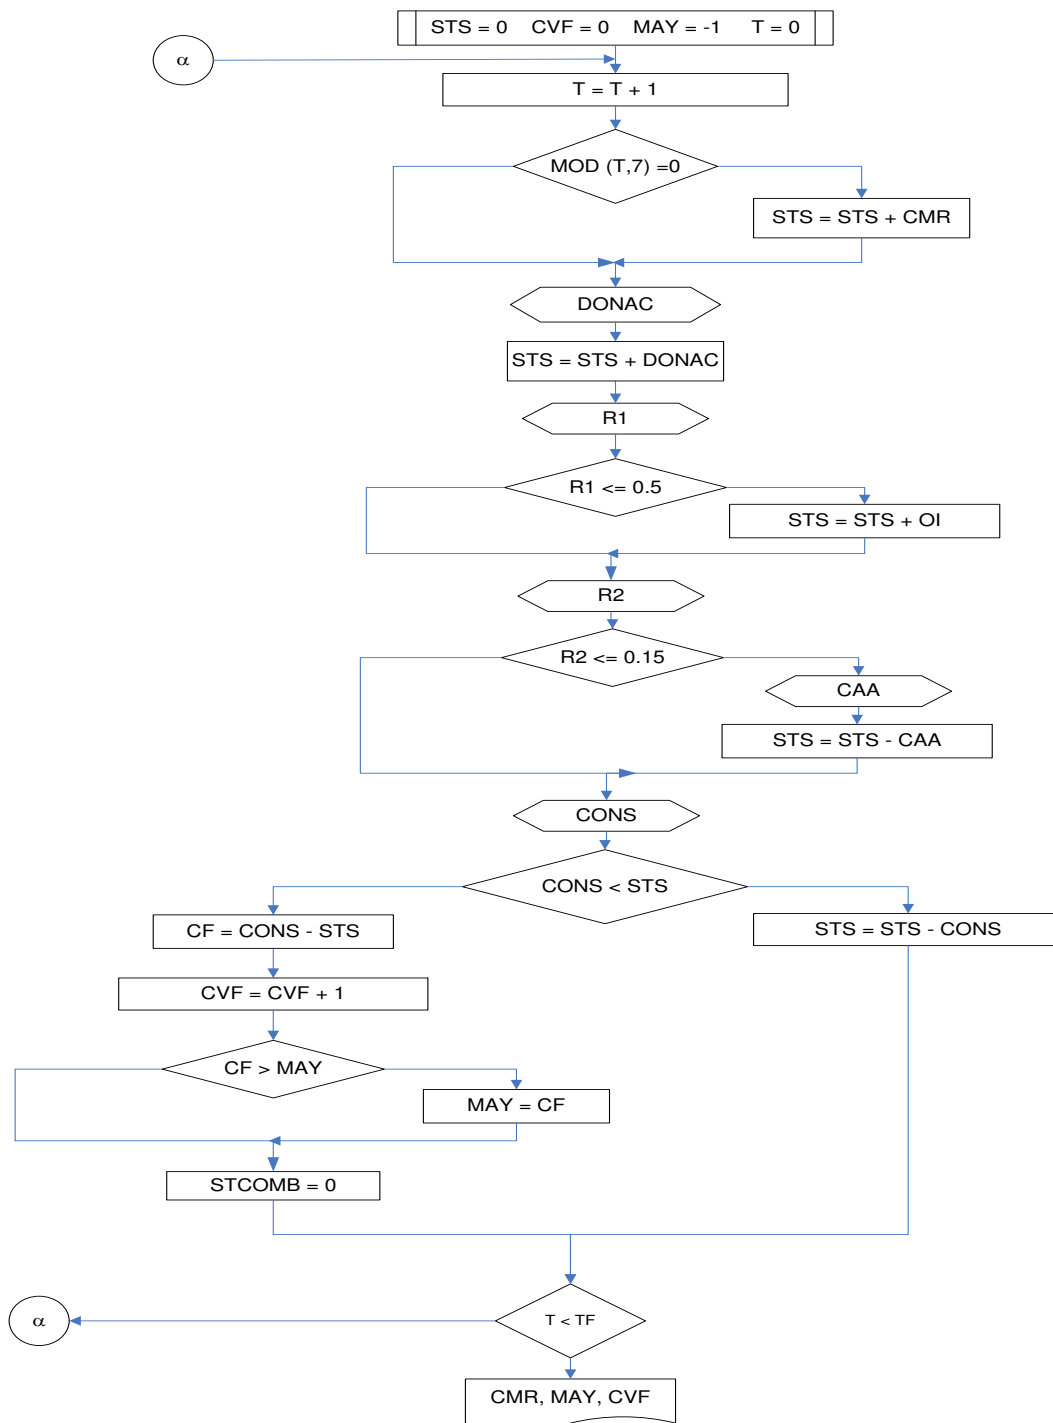 STS = 0 CVF = 0 MAY = -1 T = 0
α
T = T + 1
MOD (T,7) =0
STS = STS + CMR
DONAC
STS = STS + DONAC
R1
R1 <= 0.5
STS = STS + OI
R2
R2 <= 0.15
CAA
STS = STS - CAA
CONS
CONS < STS
CF = CONS - STS
STS = STS - CONS
CVF = CVF + 1
CF > MAY
MAY = CF
STCOMB = 0
α
T < TF
CMR, MAY, CVF